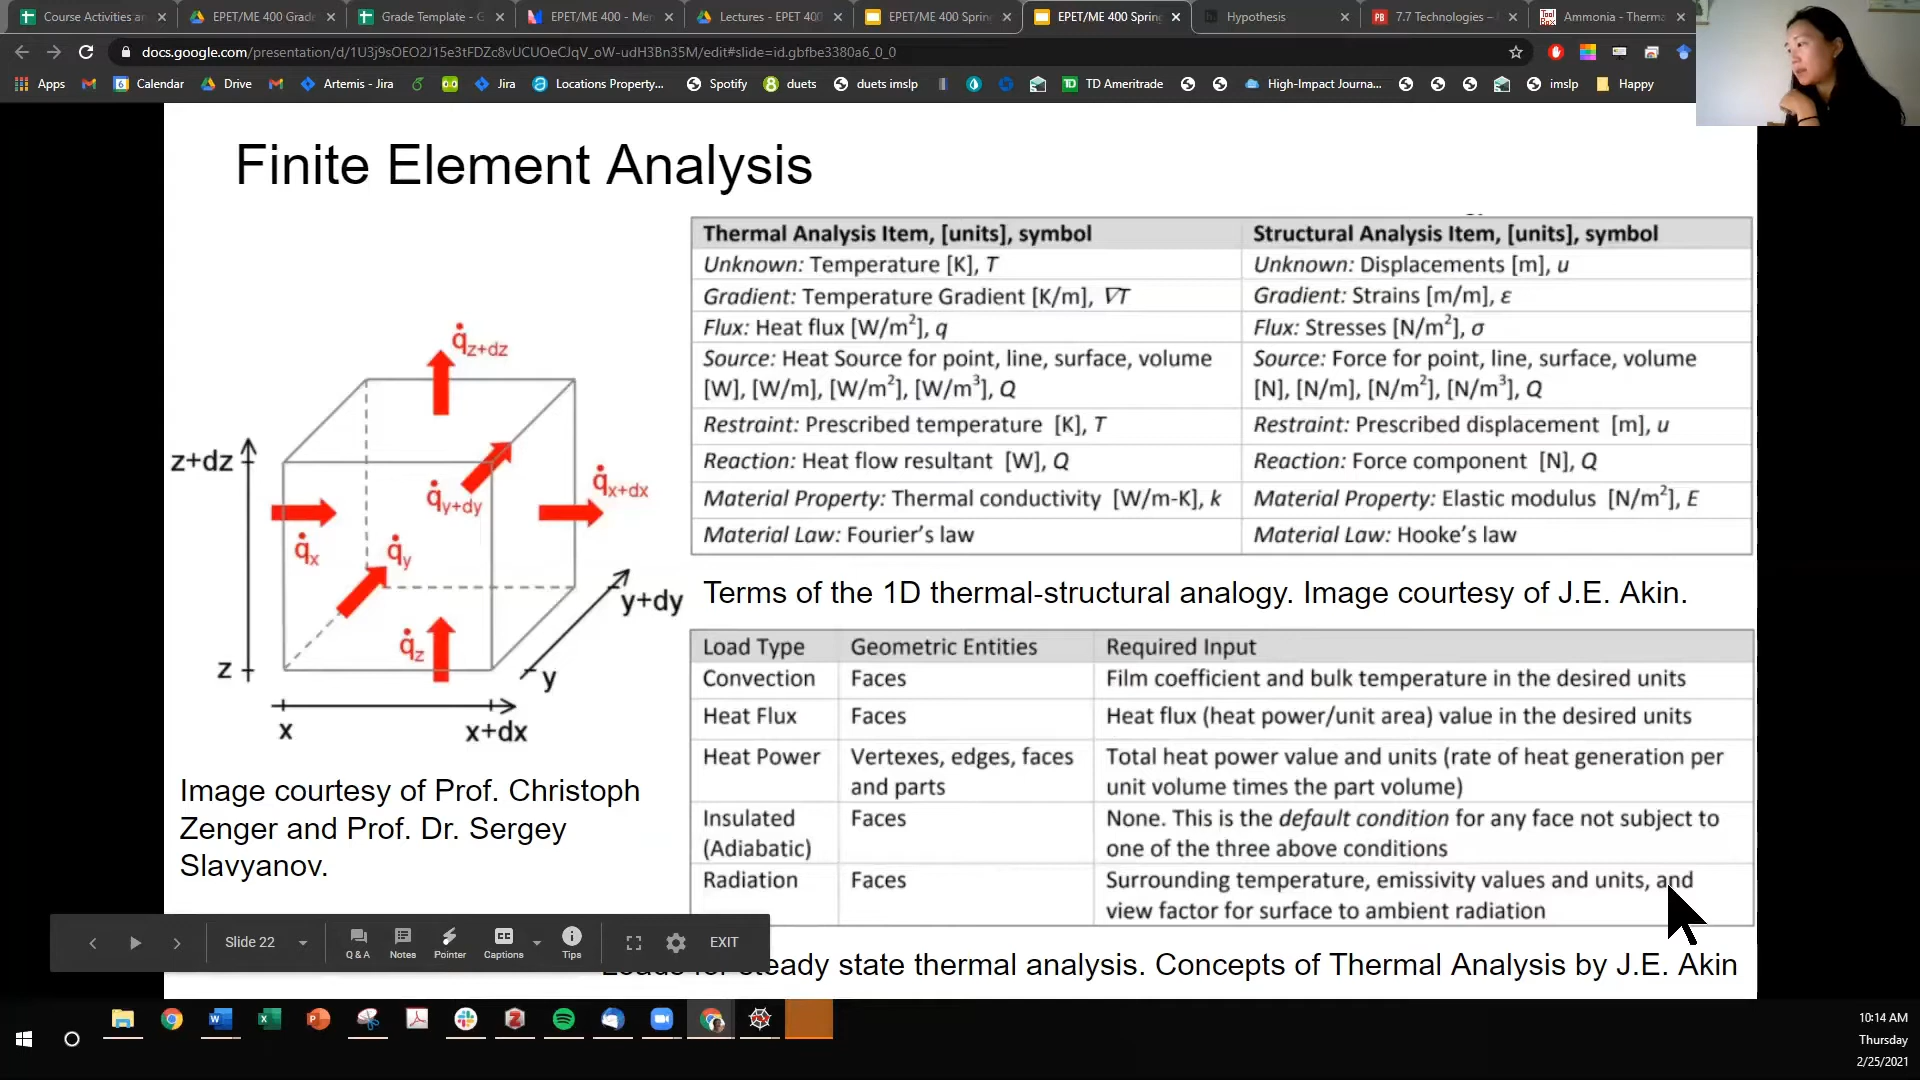 Course Activities a
EPET/ME 400 Grade
Grade Template - G
EPET/ME 400 - Me
Lectures - EPET 400
EPET/ME 400 Spring
EPET/ME 400 Spring
Hypothesis
7.7 Technologies –
Ammonia - Therma
docs.google.com/presentation/d/1U3j9sOEO2J15e3tFDZc8vUCUOeCJqV_oW-udH3Bn35M/edit#slide=id.gbfbe3380a6_0_0
Apps
Calendar
Drive
Artemis - Jira
Jira
Locations Property...
Spotify
duets
duets imslp
TD Ameritrade
High-Impact Journa...
imslp
Happy
Finite Element Analysis
Thermal Analysis Item, [units], symbol Structural Analysis Item, [units], symbol
Unknown: Temperature [K], T Unknown: Displacements [m], u
Gradient: Temperature Gradient [K/m], ∇T Gradient: Strains [m/m], ε
Flux: Heat flux [W/m²], q Flux: Stresses [N/m²], σ
Source: Heat Source for point, line, surface, volume Source: Force for point, line, surface, volume
[W], [W/m], [W/m²], [W/m³], Q [N], [N/m], [N/m²], [N/m³], Q
Restraint: Prescribed temperature [K], T Restraint: Prescribed displacement [m], u
Reaction: Heat flow resultant [W], Q Reaction: Force component [N], Q
Material Property: Thermal conductivity [W/m-K], k Material Property: Elastic modulus [N/m²], E
Material Law: Fourier's law Material Law: Hooke's law
Terms of the 1D thermal-structural analogy. Image courtesy of J.E. Akin.
q̇z+dz
z+dz
q̇x+dx
q̇y+dy
q̇x
q̇y
y+dy
q̇z
z
y
x
x+dx
Image courtesy of Prof. Christoph
Zenger and Prof. Dr. Sergey
Slavyanov.
Load Type Geometric Entities Required Input
Convection Faces Film coefficient and bulk temperature in the desired units
Heat Flux Faces Heat flux (heat power/unit area) value in the desired units
Heat Power Vertexes, edges, faces Total heat power value and units (rate of heat generation per
and parts unit volume times the part volume)
Insulated Faces None. This is the default condition for any face not subject to
(Adiabatic) one of the three above conditions
Radiation Faces Surrounding temperature, emissivity values and units, and
view factor for surface to ambient radiation
steady state thermal analysis. Concepts of Thermal Analysis by J.E. Akin
Slide 22
Q & A
Notes
Pointer
Captions
Tips
EXIT
10:14 AM
Thursday
2/25/2021